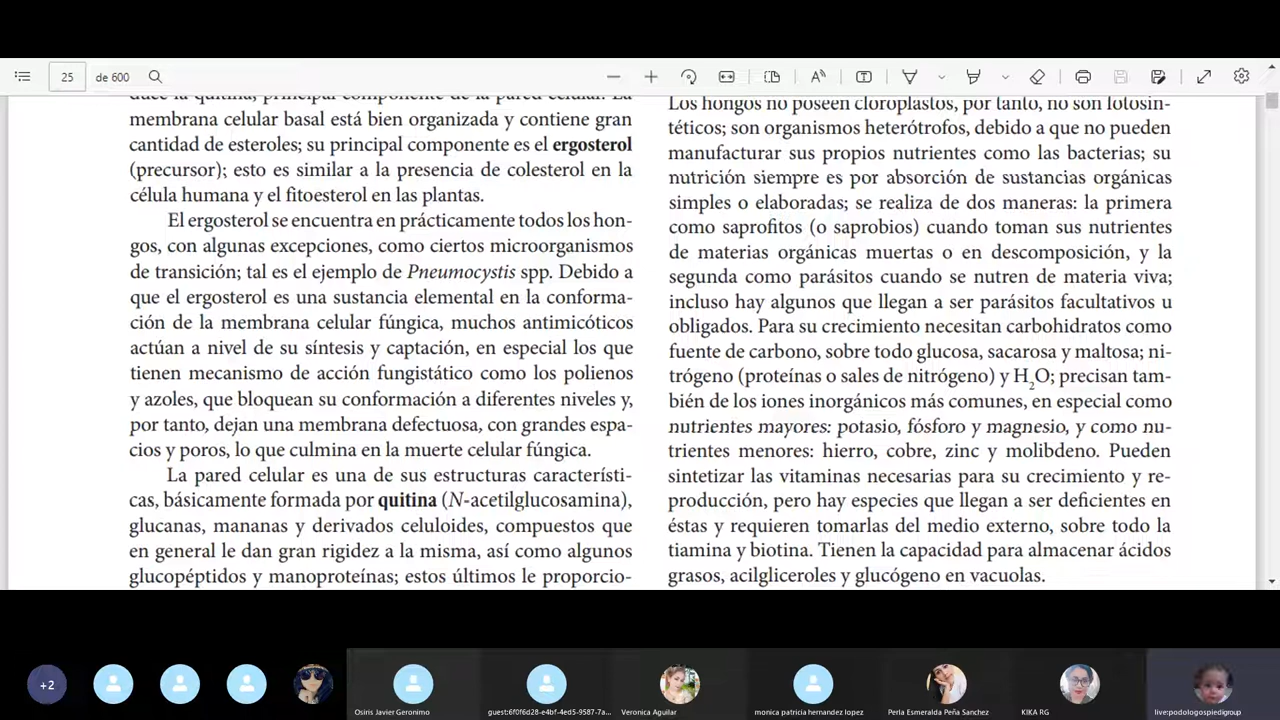 25 de 600
duce la quitina, principal componente de la pared celular. La
membrana celular basal está bien organizada y contiene gran
cantidad de esteroles; su principal componente es el ergosterol
(precursor); esto es similar a la presencia de colesterol en la
célula humana y el fitoesterol en las plantas.
El ergosterol se encuentra en prácticamente todos los hon-
gos, con algunas excepciones, como ciertos microorganismos
de transición; tal es el ejemplo de Pneumocystis spp. Debido a
que el ergosterol es una sustancia elemental en la conforma-
ción de la membrana celular fúngica, muchos antimicóticos
actúan a nivel de su síntesis y captación, en especial los que
tienen mecanismo de acción fungistático como los polienos
y azoles, que bloquean su conformación a diferentes niveles y,
por tanto, dejan una membrana defectuosa, con grandes espa-
cios y poros, lo que culmina en la muerte celular fúngica.
La pared celular es una de sus estructuras característi-
cas, básicamente formada por quitina (N-acetilglucosamina),
glucanas, mananas y derivados celuloides, compuestos que
en general le dan gran rigidez a la misma, así como algunos
glucopéptidos y manoproteínas; estos últimos le proporcio-
Los hongos no poseen cloroplastos, por tanto, no son fotosin-
téticos; son organismos heterótrofos, debido a que no pueden
manufacturar sus propios nutrientes como las bacterias; su
nutrición siempre es por absorción de sustancias orgánicas
simples o elaboradas; se realiza de dos maneras: la primera
como saprofitos (o saprobios) cuando toman sus nutrientes
de materias orgánicas muertas o en descomposición, y la
segunda como parásitos cuando se nutren de materia viva;
incluso hay algunos que llegan a ser parásitos facultativos u
obligados. Para su crecimiento necesitan carbohidratos como
fuente de carbono, sobre todo glucosa, sacarosa y maltosa; ni-
trógeno (proteínas o sales de nitrógeno) y H₂O; precisan tam-
bién de los iones inorgánicos más comunes, en especial como
nutrientes mayores: potasio, fósforo y magnesio, y como nu-
trientes menores: hierro, cobre, zinc y molibdeno. Pueden
sintetizar las vitaminas necesarias para su crecimiento y re-
producción, pero hay especies que llegan a ser deficientes en
éstas y requieren tomarlas del medio externo, sobre todo la
tiamina y biotina. Tienen la capacidad para almacenar ácidos
grasos, acilgliceroles y glucógeno en vacuolas.
+2
Osiris Javier Geronimo
guest:6f0f6d28-e4bf-4ed5-9587-7a...
Veronica Aguilar
monica patricia hernandez lopez
Perla Esmeralda Peña Sanchez
KIKA RG
live:podologospiedigroup